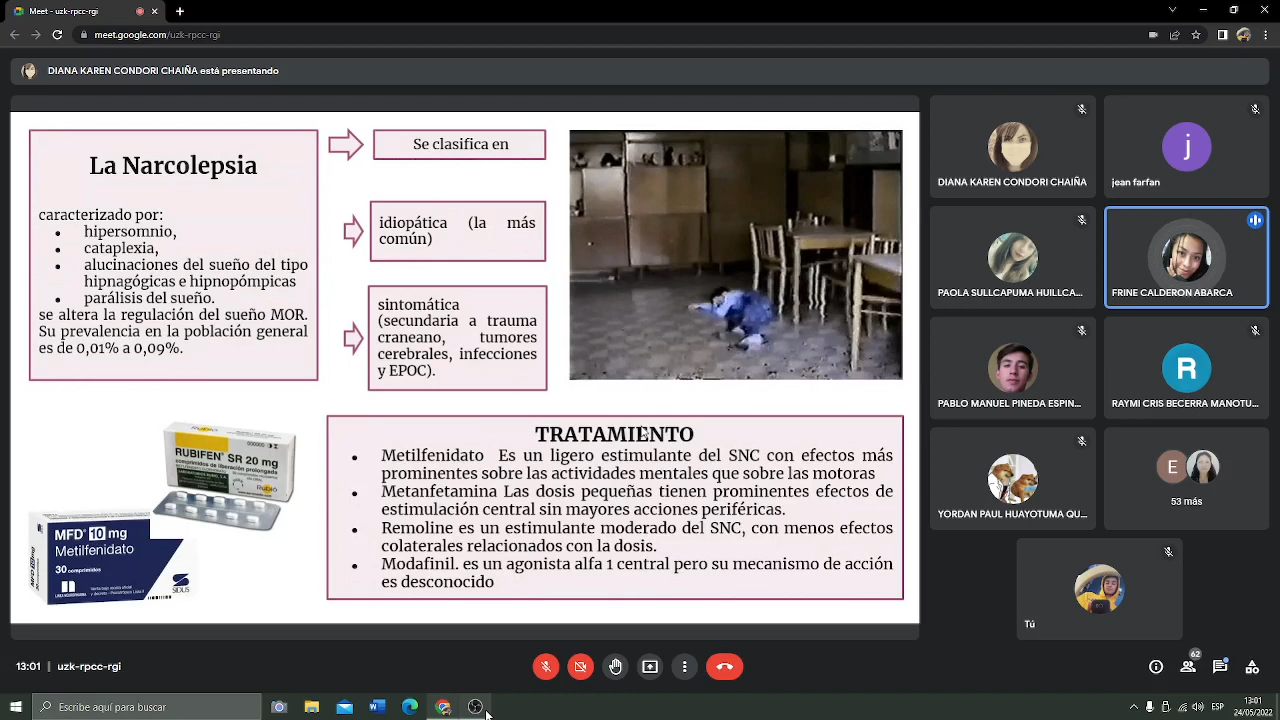 Meet - uzk-rpcc-rgi
meet.google.com/uzk-rpcc-rgi
DIANA KAREN CONDORI CHAIÑA está presentando
La Narcolepsia
caracterizado por:
hipersomnio,
cataplexia,
alucinaciones del sueño del tipo
hipnagógicas e hipnopómpicas
parálisis del sueño.
se altera la regulación del sueño MOR.
Su prevalencia en la población general
es de 0,01% a 0,09%.
Se clasifica en
idiopática (la más
común)
sintomática
(secundaria a trauma
craneano, tumores
cerebrales, infecciones
y EPOC).
RUBIFEN® SR 20 mg
comprimidos de liberación prolongada
MFD 10 mg
Metilfenidato
30 comprimidos
SIDUS
TRATAMIENTO
Metilfenidato Es un ligero estimulante del SNC con efectos más
prominentes sobre las actividades mentales que sobre las motoras
Metanfetamina Las dosis pequeñas tienen prominentes efectos de
estimulación central sin mayores acciones periféricas.
Remoline es un estimulante moderado del SNC, con menos efectos
colaterales relacionados con la dosis.
Modafinil. es un agonista alfa 1 central pero su mecanismo de acción
es desconocido
DIANA KAREN CONDORI CHAIÑA
j
jean farfan
PAOLA SULLCAPUMA HUILLCA...
FRINE CALDERON ABARCA
PABLO MANUEL PINEDA ESPIN...
R
RAYMI CRIS BECERRA MANOTU...
YORDAN PAUL HUAYOTUMA QU...
E
53 más
Tú
13:01 | uzk-rpcc-rgi
62
Escribe aquí para buscar
ESP
13:01
24/05/2022